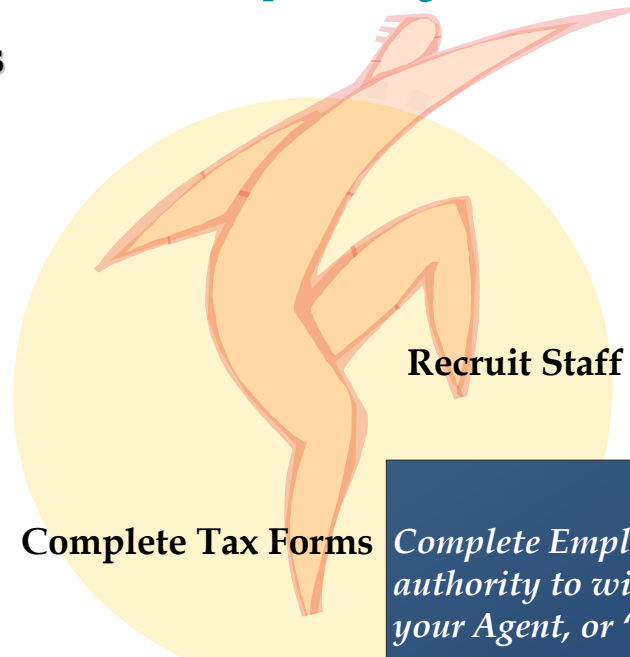 Recruit Staff
Complete Tax Forms
Complete Empl
authority to wi
your Agent, or ‘